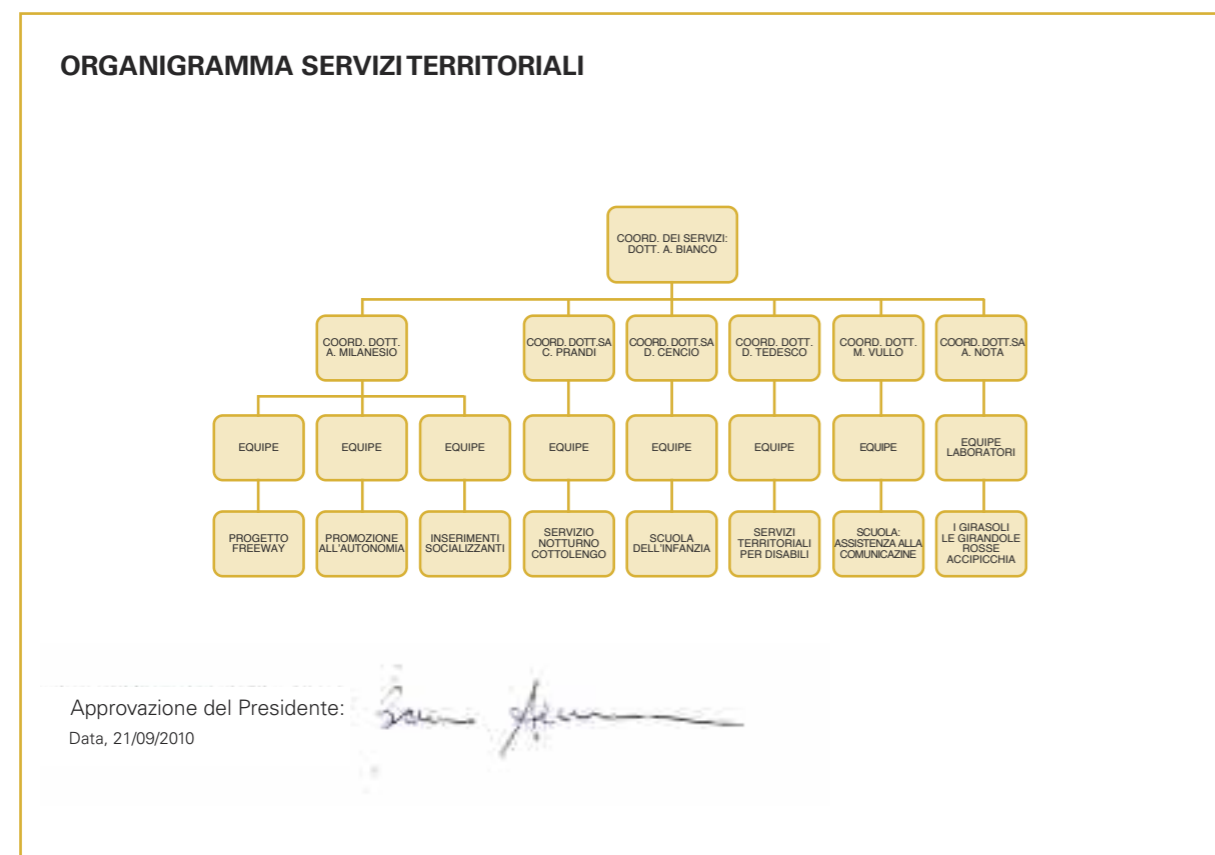 ORGANIGRAMMA SERVIZI TERRITORIALI
COORD. DEI SERVIZI:
DOTT. A. BIANCO
COORD. DOTT.
A. MILANESIO
COORD. DOTT.SA
C. PRANDI
COORD. DOTT.SA
D. CENCIO
COORD. DOTT.
D. TEDESCO
COORD. DOTT.
M. VULLO
COORD. DOTT.SA
A. NOTA
EQUIPE
EQUIPE
EQUIPE
EQUIPE
EQUIPE
EQUIPE
EQUIPE
EQUIPE
LABORATORI
PROGETTO
FREEWAY
PROMOZIONE
ALL'AUTONOMIA
INSERIMENTI
SOCIALIZZANTI
SERVIZIO
NOTTURNO
COTTOLENGO
SCUOLA
DELL'INFANZIA
SERVIZI
TERRITORIALI
PER DISABILI
SCUOLA:
ASSISTENZA ALLA
COMUNICAZINE
I GIRASOLI
LE GIRANDOLE
ROSSE
ACCIPICCHIA
Approvazione del Presidente:
Data, 21/09/2010